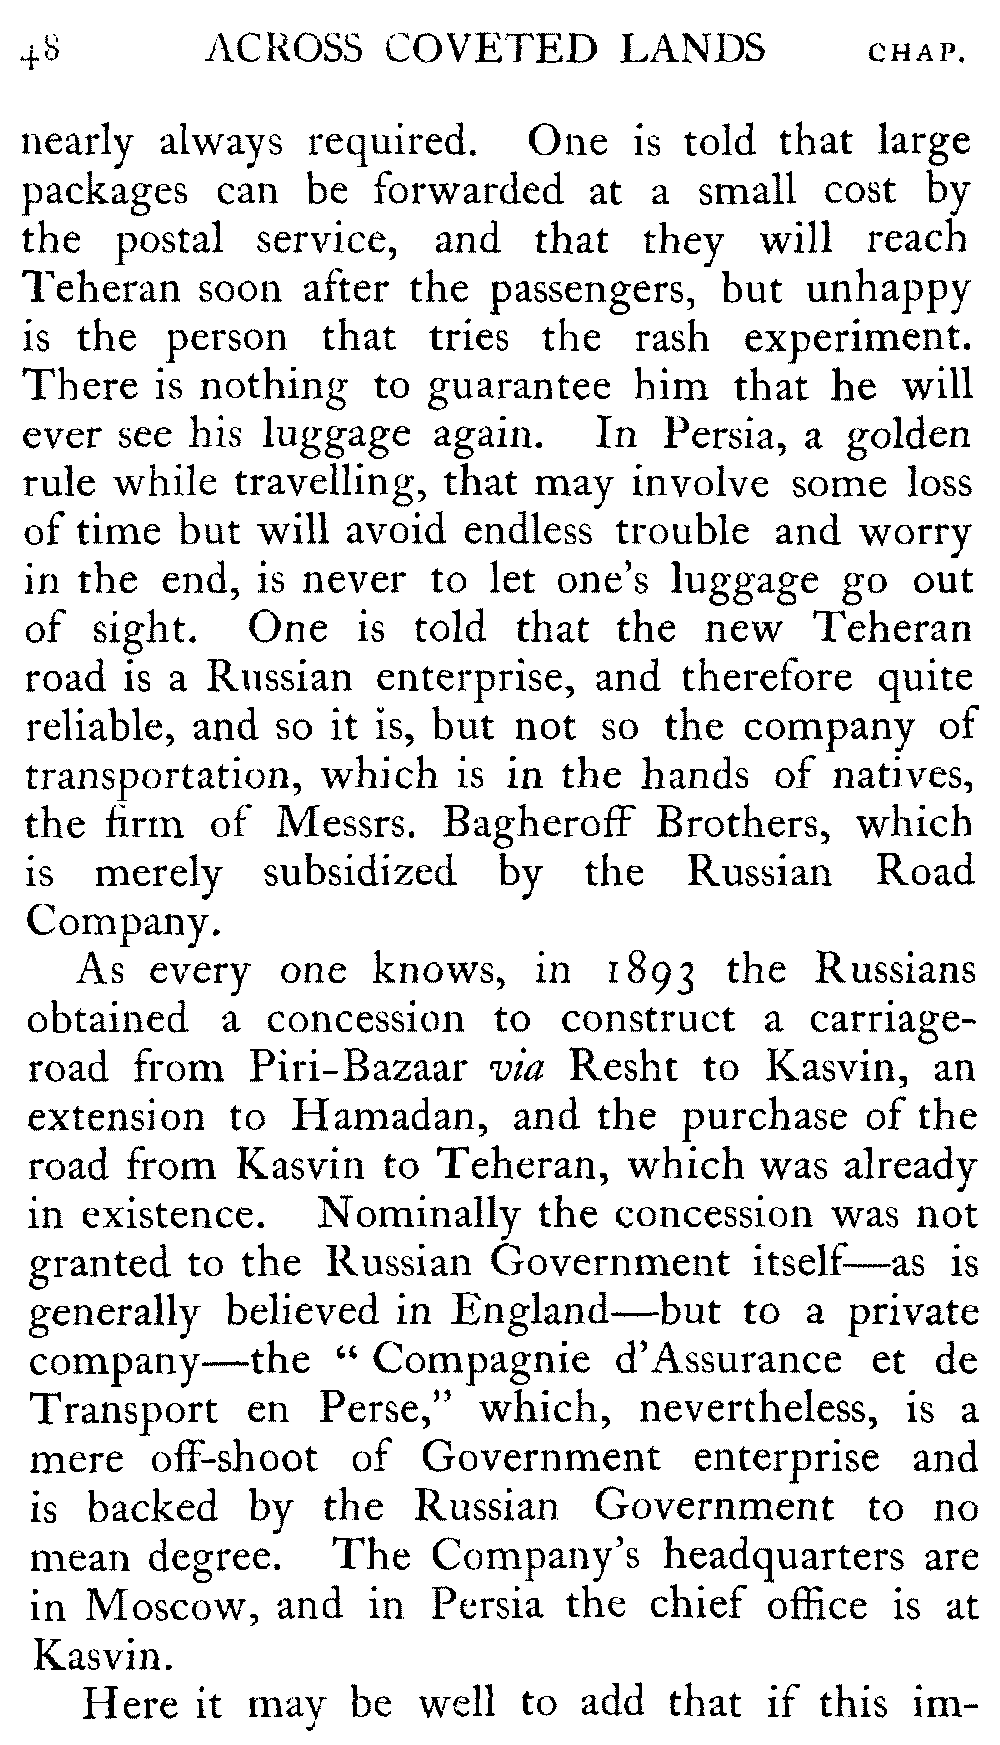 48 ACROSS COVETED LANDS CHAP.
nearly always required. One is told that large
packages can be forwarded at a small cost by
the postal service, and that they will reach
Teheran soon after the passengers, but unhappy
is the person that tries the rash experiment.
There is nothing to guarantee him that he will
ever see his luggage again. In Persia, a golden
rule while travelling, that may involve some loss
of time but will avoid endless trouble and worry
in the end, is never to let one's luggage go out
of sight. One is told that the new Teheran
road is a Russian enterprise, and therefore quite
reliable, and so it is, but not so the company of
transportation, which is in the hands of natives,
the firm of Messrs. Bagheroff Brothers, which
is merely subsidized by the Russian Road
Company.
As every one knows, in 1893 the Russians
obtained a concession to construct a carriage-
road from Piri-Bazaar via Resht to Kasvin, an
extension to Hamadan, and the purchase of the
road from Kasvin to Teheran, which was already
in existence. Nominally the concession was not
granted to the Russian Government itself—as is
generally believed in England—but to a private
company—the “ Compagnie d'Assurance et de
Transport en Perse,” which, nevertheless, is a
mere off-shoot of Government enterprise and
is backed by the Russian Government to no
mean degree. The Company's headquarters are
in Moscow, and in Persia the chief office is at
Kasvin.
Here it may be well to add that if this im-